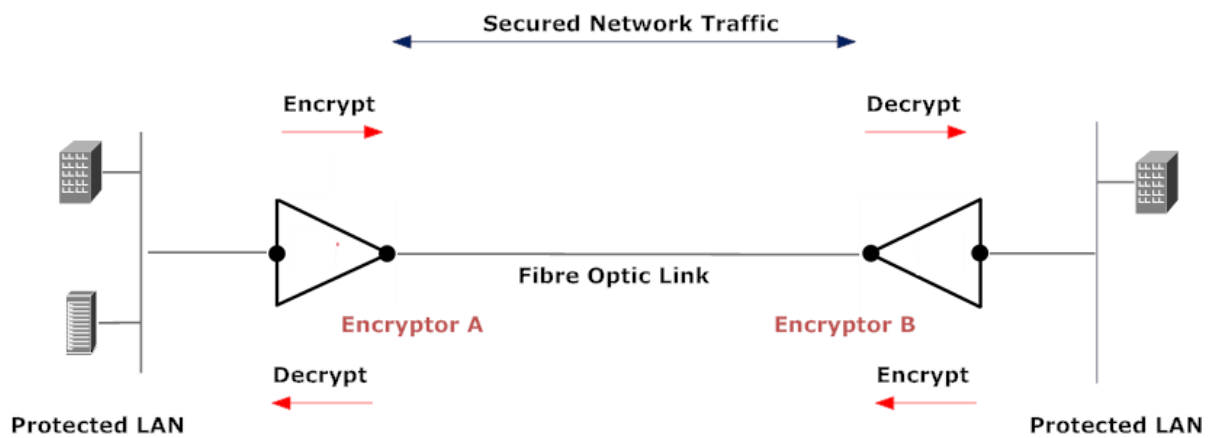 Secured Network Traffic
Encrypt
Decrypt
Fibre Optic Link
Encryptor A
Encryptor B
Decrypt
Encrypt
Protected LAN
Protected LAN